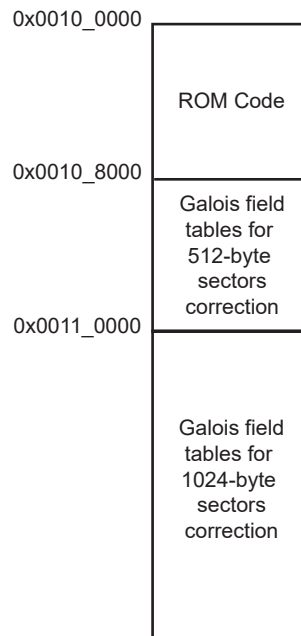 0x0010_0000
ROM Code
0x0010_8000
Galois field
tables for
512-byte
sectors
correction
0x0011_0000
Galois field
tables for
1024-byte
sectors
correction